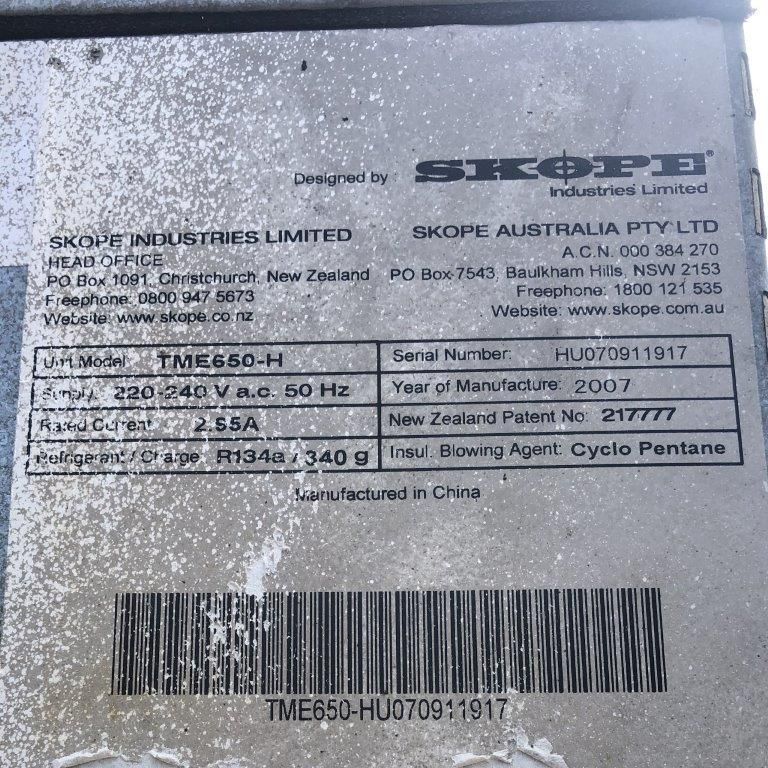 Designed by SKOPE®
Industries Limited
SKOPE INDUSTRIES LIMITED
HEAD OFFICE
PO Box 1091, Christchurch, New Zealand
Freephone: 0800 947 5673
Website: www.skope.co.nz
SKOPE AUSTRALIA PTY LTD
A.C.N. 000 384 270
PO Box 7543, Baulkham Hills, NSW 2153
Freephone: 1800 121 535
Website: www.skope.com.au
Unit Model TME650-H Serial Number: HU070911917
Supply 220-240 V a.c. 50 Hz Year of Manufacture: 2007
Rated Current New Zealand Patent No: 217777
Refrigerant / Charge R134a / 340 g Insul. Blowing Agent: Cyclo Pentane
Manufactured in China
TME650-HU070911917